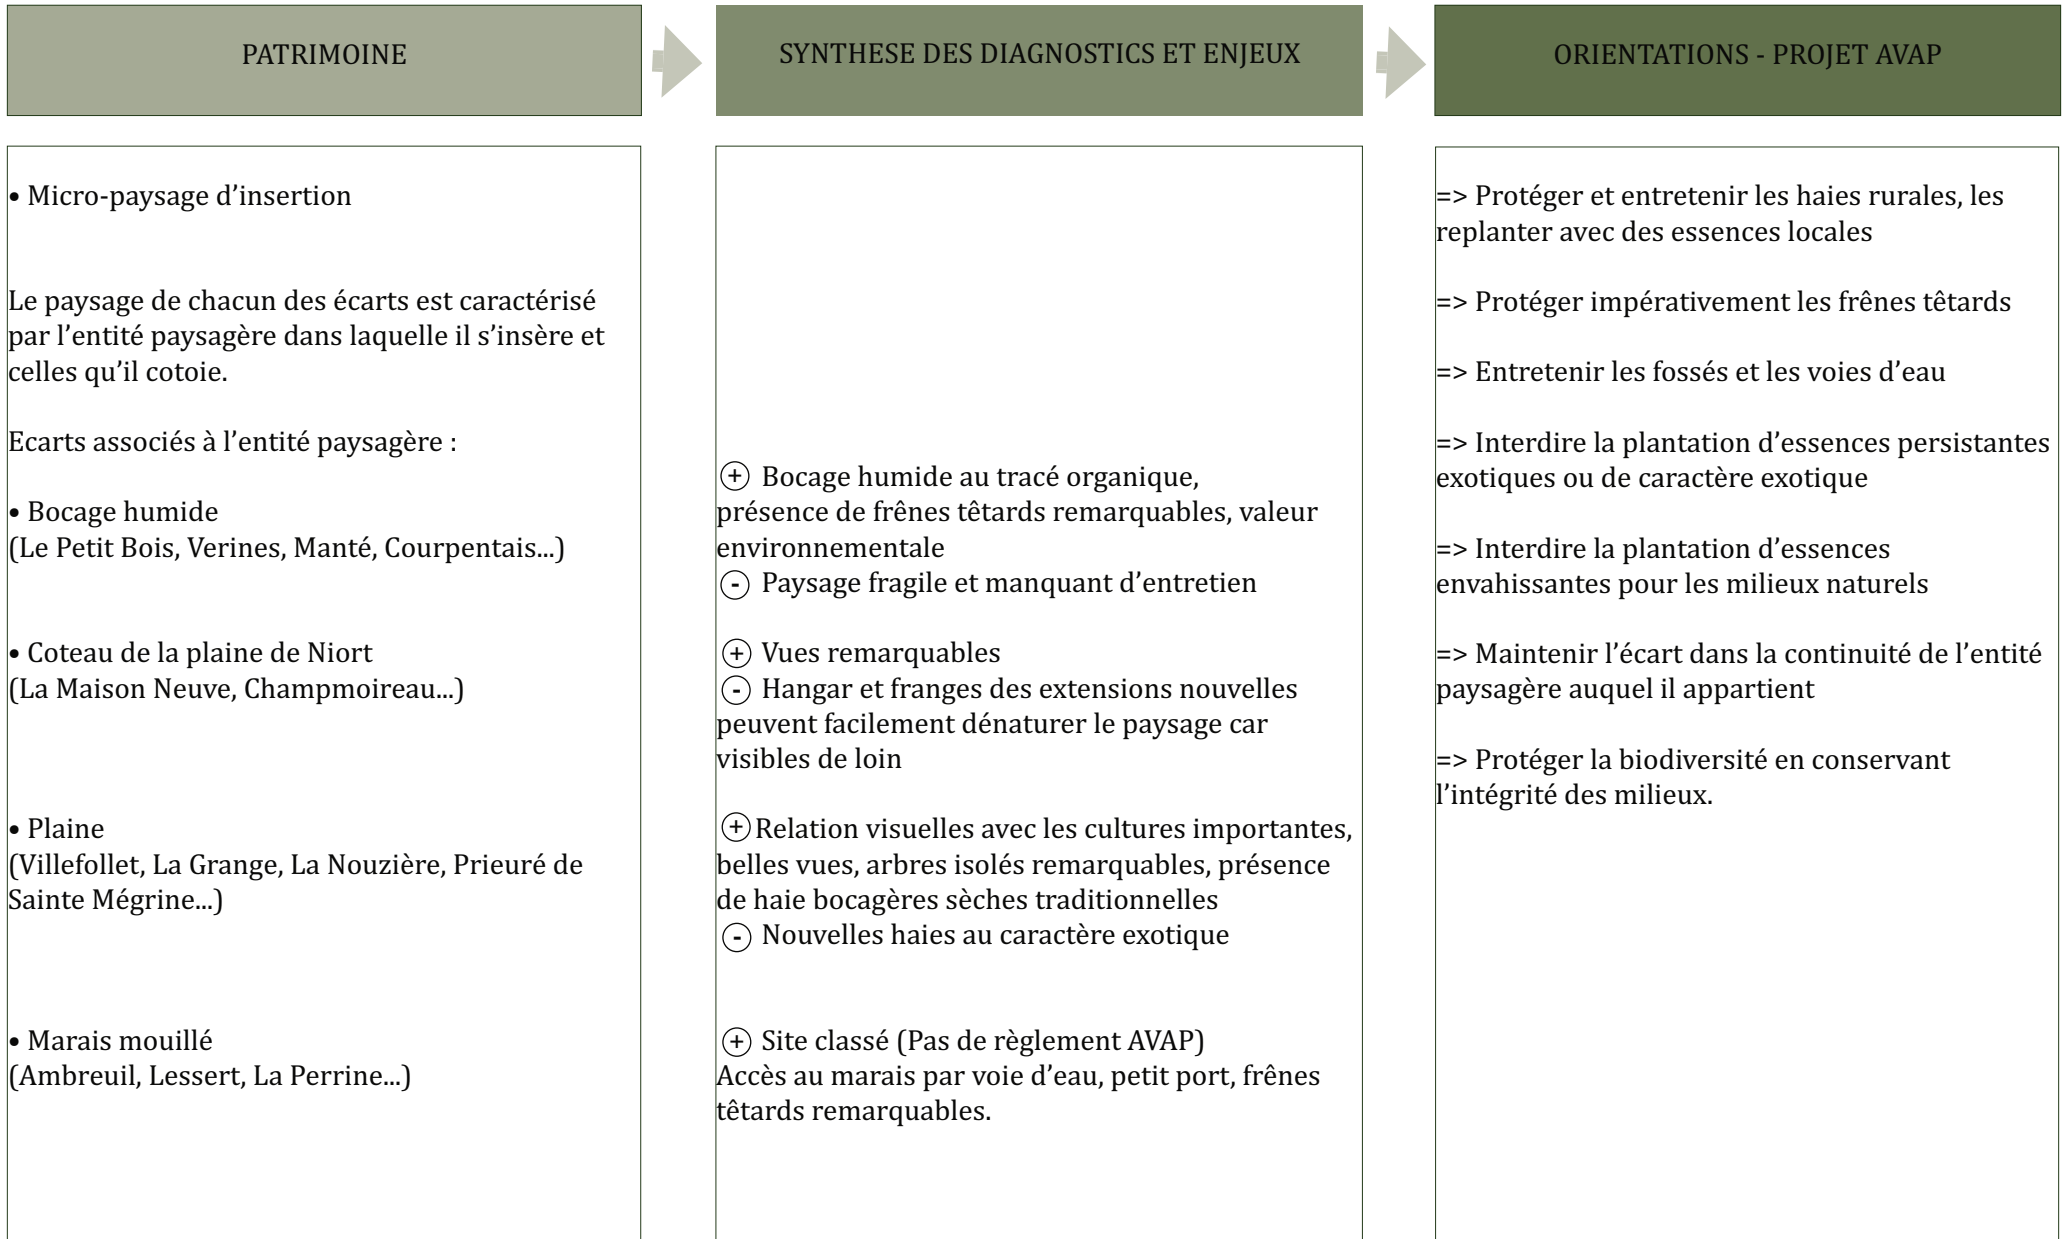 PATRIMOINE
SYNTHESE DES DIAGNOSTICS ET ENJEUX
ORIENTATIONS - PROJET AVAP
• Micro-paysage d’insertion
Le paysage de chacun des écarts est caractérisé
par l’entité paysagère dans laquelle il s’insère et
celles qu’il cotoie.
Ecarts associés à l’entité paysagère :
• Bocage humide
(Le Petit Bois, Verines, Manté, Courpentais...)
• Coteau de la plaine de Niort
(La Maison Neuve, Champmoireau...)
• Plaine
(Villefollet, La Grange, La Nouzière, Prieuré de
Sainte Mégrine...)
• Marais mouillé
(Ambreuil, Lessert, La Perrine...)
+ Bocage humide au tracé organique,
présence de frênes têtards remarquables, valeur
environnementale
- Paysage fragile et manquant d’entretien
+ Vues remarquables
- Hangar et franges des extensions nouvelles
peuvent facilement dénaturer le paysage car
visibles de loin
+ Relation visuelles avec les cultures importantes,
belles vues, arbres isolés remarquables, présence
de haie bocagères sèches traditionnelles
- Nouvelles haies au caractère exotique
+ Site classé (Pas de règlement AVAP)
Accès au marais par voie d’eau, petit port, frênes
têtards remarquables.
=> Protéger et entretenir les haies rurales, les
replanter avec des essences locales
=> Protéger impérativement les frênes têtards
=> Entretenir les fossés et les voies d’eau
=> Interdire la plantation d’essences persistantes
exotiques ou de caractère exotique
=> Interdire la plantation d’essences
envahissantes pour les milieux naturels
=> Maintenir l’écart dans la continuité de l’entité
paysagère auquel il appartient
=> Protéger la biodiversité en conservant
l’intégrité des milieux.